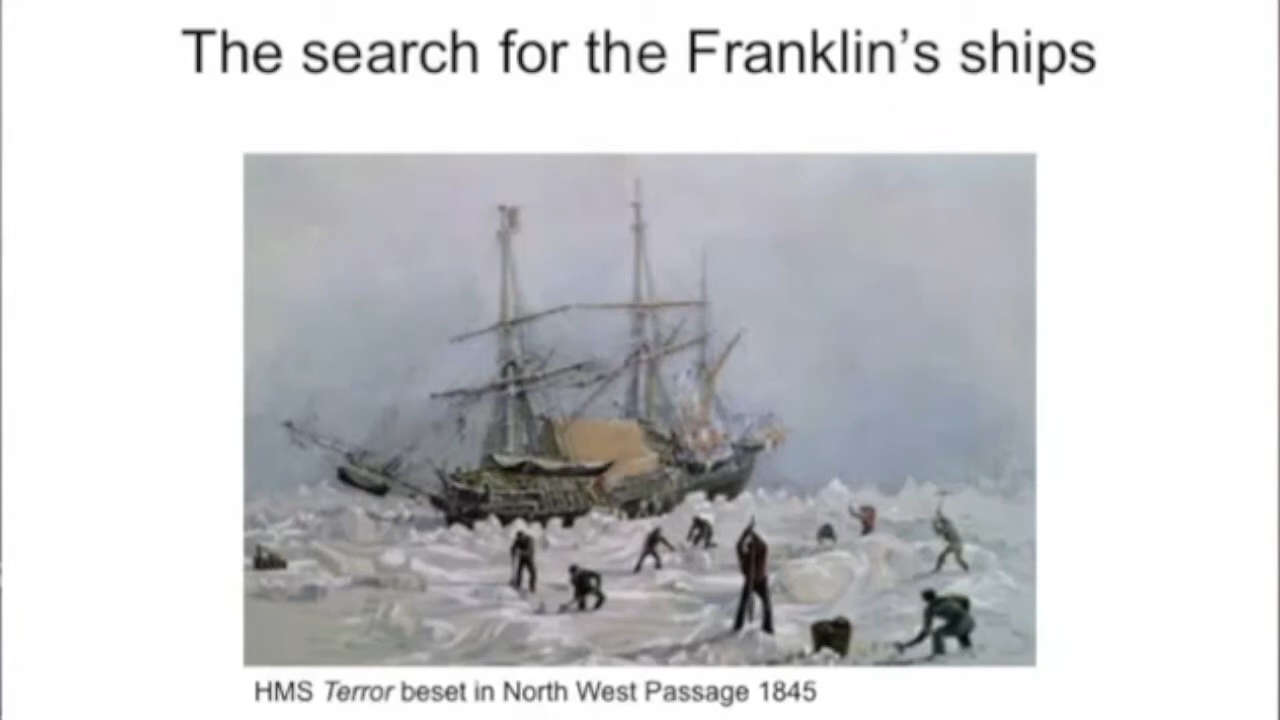 The search for the Franklin’s ships
HMS Terror beset in North West Passage 1845